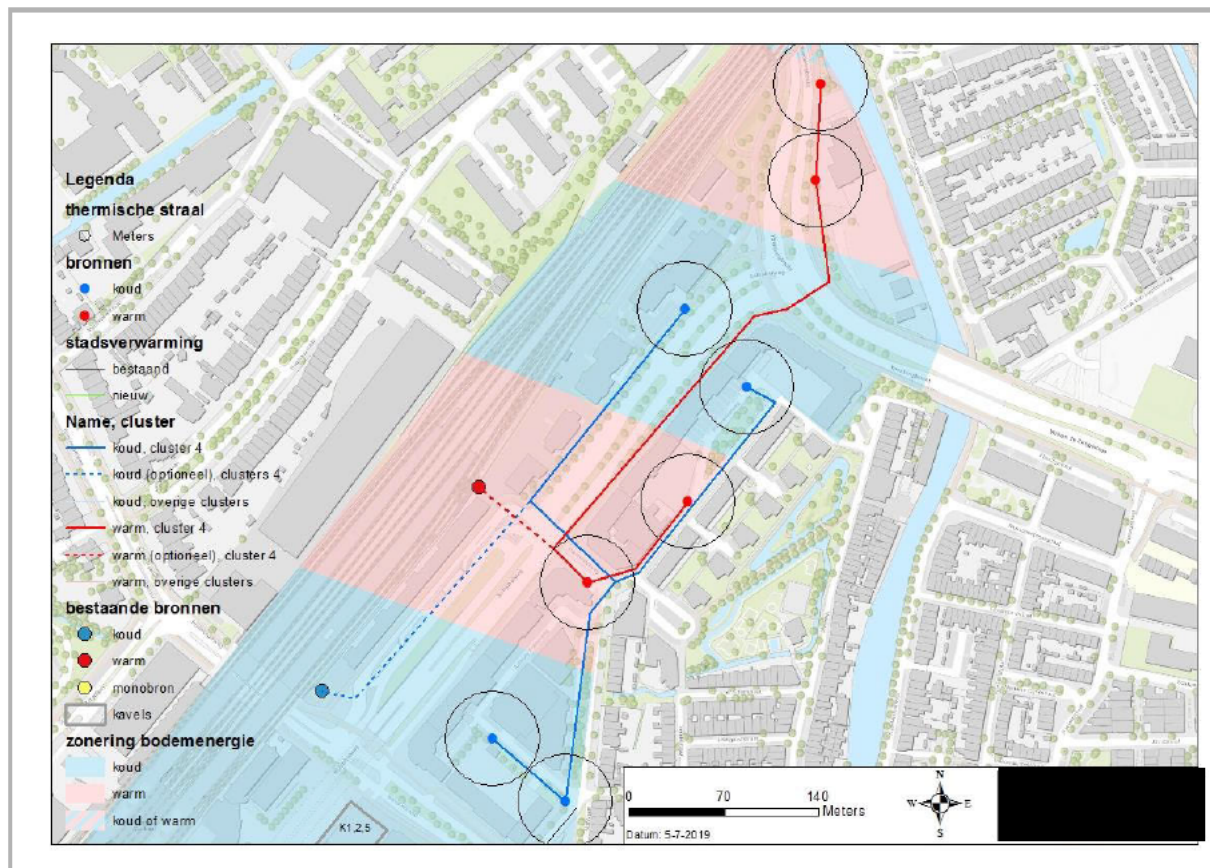 Legenda
thermische straal
Meters
bronnen
koud
warm
stadsverwarming
bestaand
nieuw
Name, cluster
koud, cluster 4
koud (optioneel), clusters 4
koud, overige clusters
warm, cluster 4
warm (optioneel), cluster 4
warm, overige clusters
bestaande bronnen
koud
warm
monobron
kavels
zonering bodemenergie
koud
warm
koud of warm
K1,2,5
0 70 140
Meters
Datum: 5-7-2019
N
W E
S